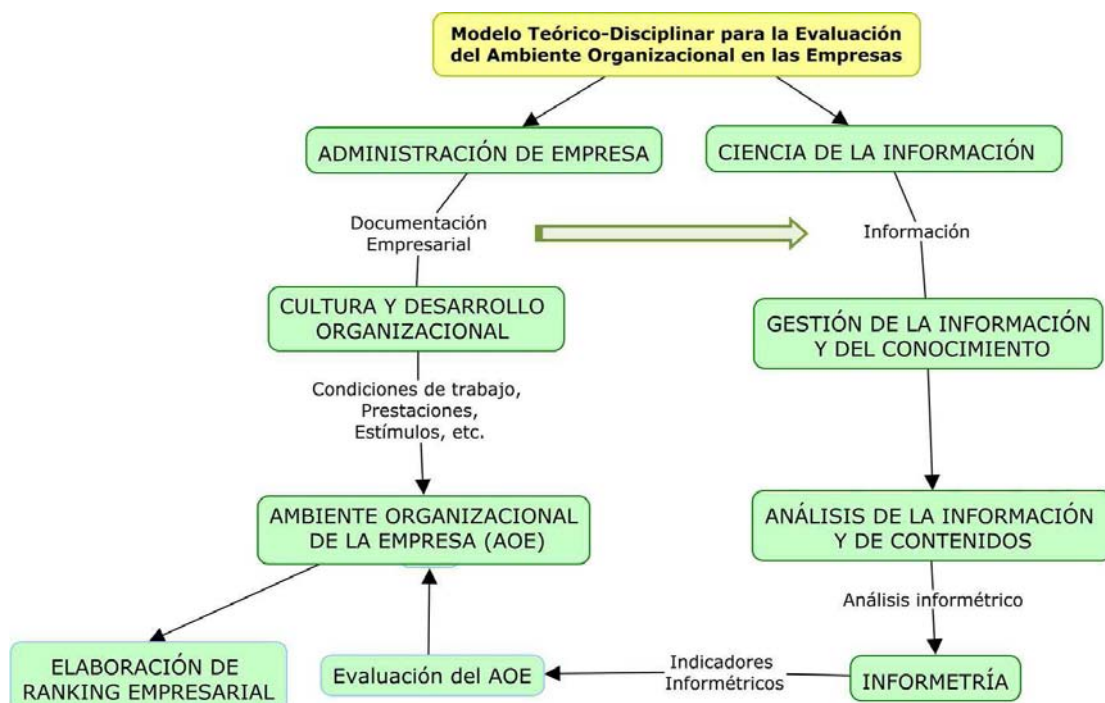 Modelo Teórico-Disciplinar para la Evaluación
del Ambiente Organizacional en las Empresas
ADMINISTRACIÓN DE EMPRESA
CIENCIA DE LA INFORMACIÓN
Documentación
Empresarial
Información
CULTURA Y DESARROLLO
ORGANIZACIONAL
GESTIÓN DE LA INFORMACIÓN
Y DEL CONOCIMIENTO
Condiciones de trabajo,
Prestaciones,
Estímulos, etc.
AMBIENTE ORGANIZACIONAL
DE LA EMPRESA (AOE)
ANÁLISIS DE LA INFORMACIÓN
Y DE CONTENIDOS
Análisis informétrico
ELABORACIÓN DE
RANKING EMPRESARIAL
Evaluación del AOE
Indicadores
Informétricos
INFORMETRÍA